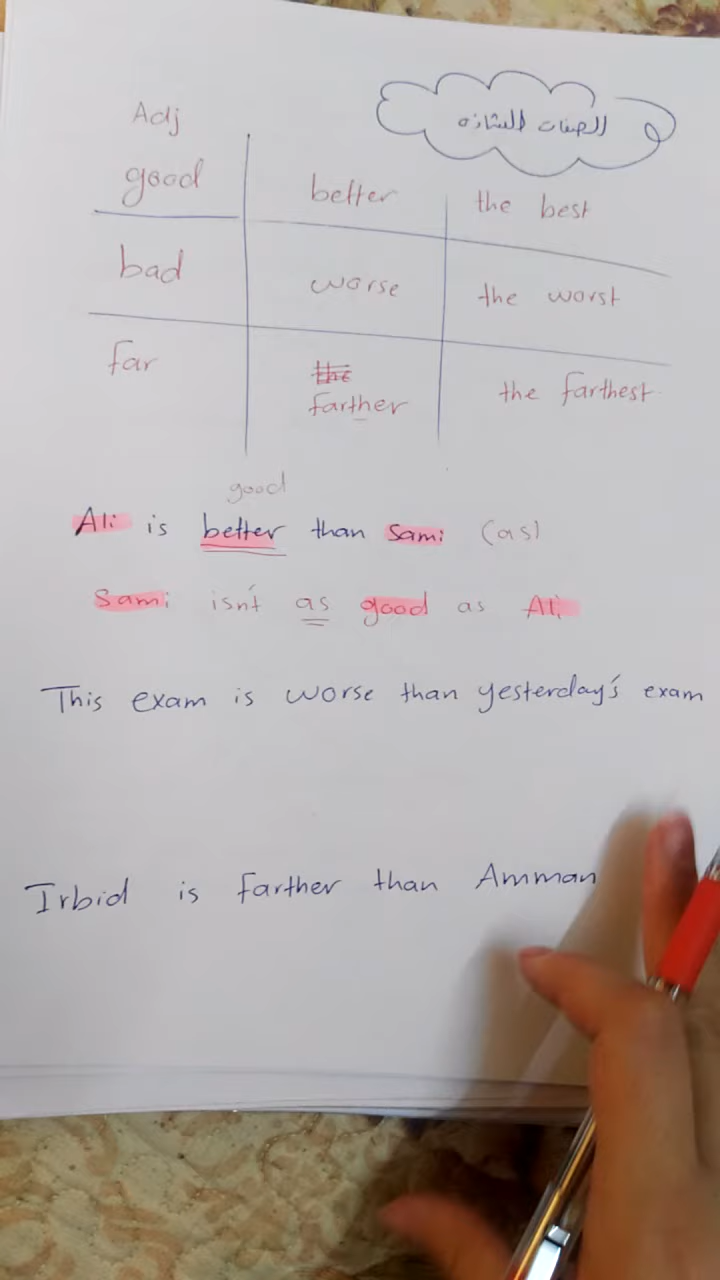 Adj
الصفات الشاذه
good better the best
bad worse the worst
far the farther the farthest
good
Ali is better than Sami (as)
Sami isn't as good as Ali
This exam is worse than yesterday's exam
Irbid is farther than Amman